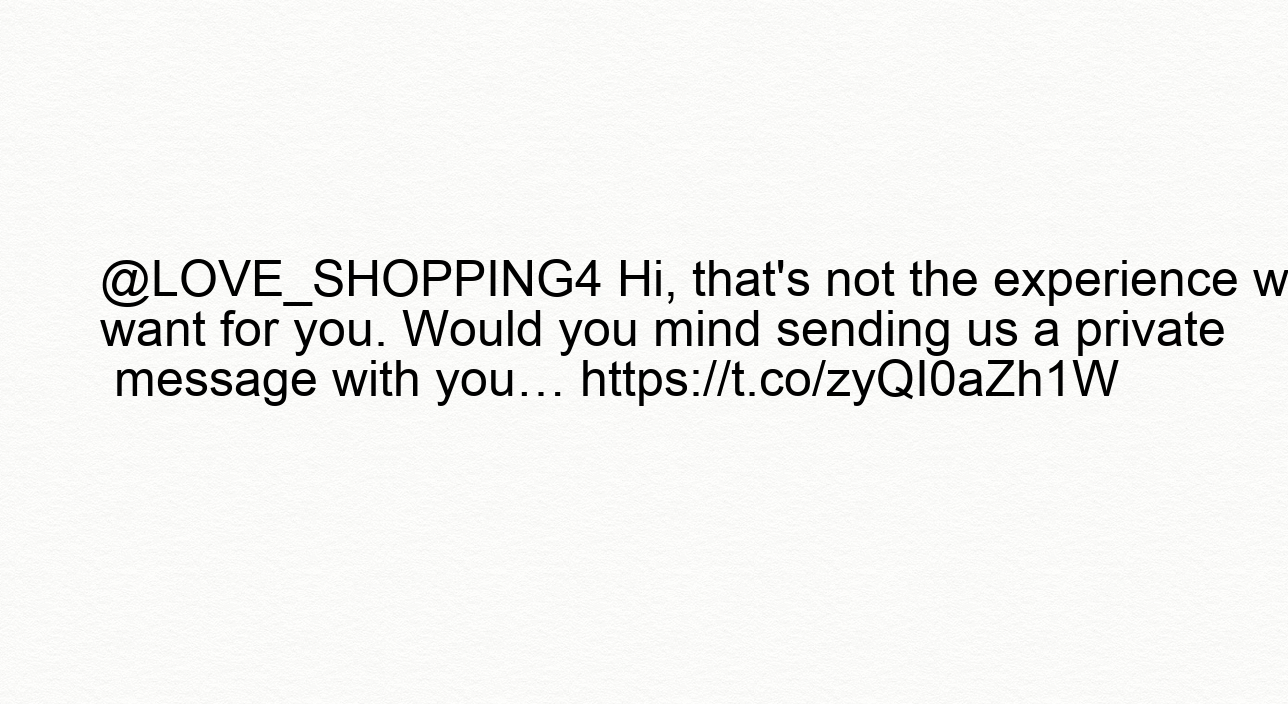 @LOVE_SHOPPING4 Hi, that's not the experience w
want for you. Would you mind sending us a private
message with you… https://t.co/zyQI0aZh1W